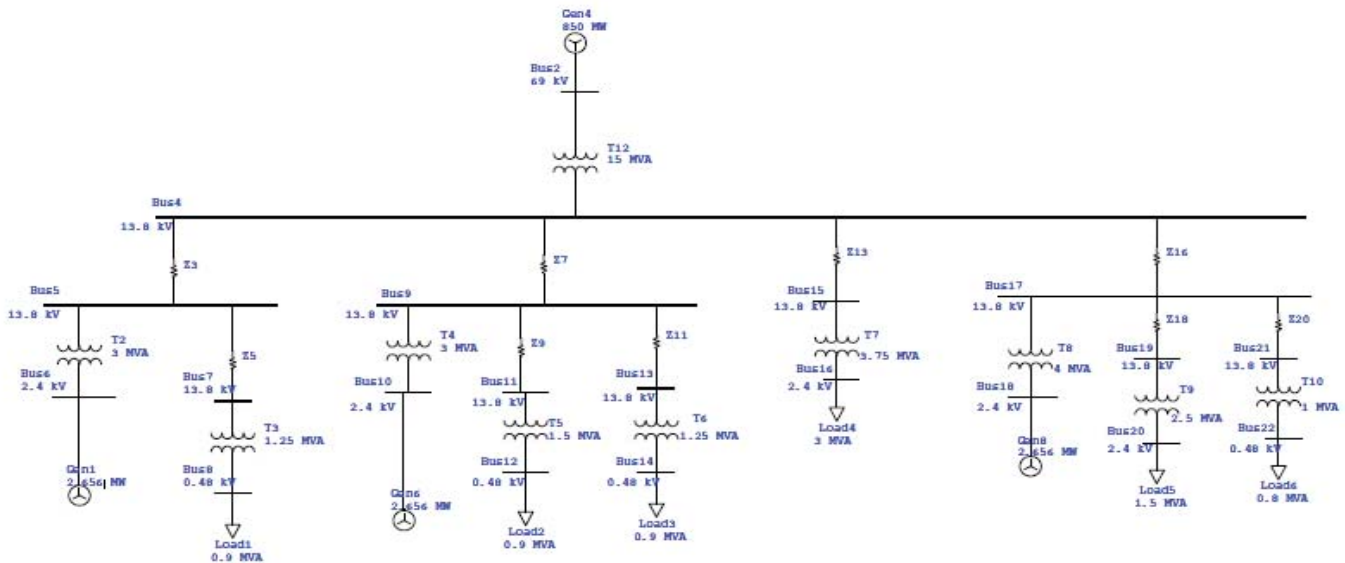 Gen4
850 MW
Bus2
69 kV
T12
15 MVA
Bus4
13.8 kV
Z3
Z7
Z13
Z16
Bus5
13.8 kV
T2
3 MVA
Z5
Bus6
2.4 kV
Bus7
13.8 kV
T3
1.25 MVA
Bus8
0.48 kV
Gen1
2.656 MW
Load1
0.9 MVA
Bus9
13.8 kV
T4
3 MVA
Z9
Z11
Bus10
2.4 kV
Bus11
13.8 kV
Bus13
13.8 kV
T5
1.5 MVA
T6
1.25 MVA
Bus12
0.48 kV
Bus14
0.48 kV
Gen6
2.656 MW
Load2
0.9 MVA
Load3
0.9 MVA
Bus15
13.8 kV
T7
3.75 MVA
Bus16
2.4 kV
Load4
3 MVA
Bus17
13.8 kV
Z18
Z20
T8
4 MVA
Bus19
13.8 kV
Bus21
13.8 kV
Bus18
2.4 kV
T9
2.5 MVA
T10
1 MVA
Bus20
2.4 kV
Bus22
0.48 kV
Gen8
2.656 MW
Load5
1.5 MVA
Load6
0.8 MVA